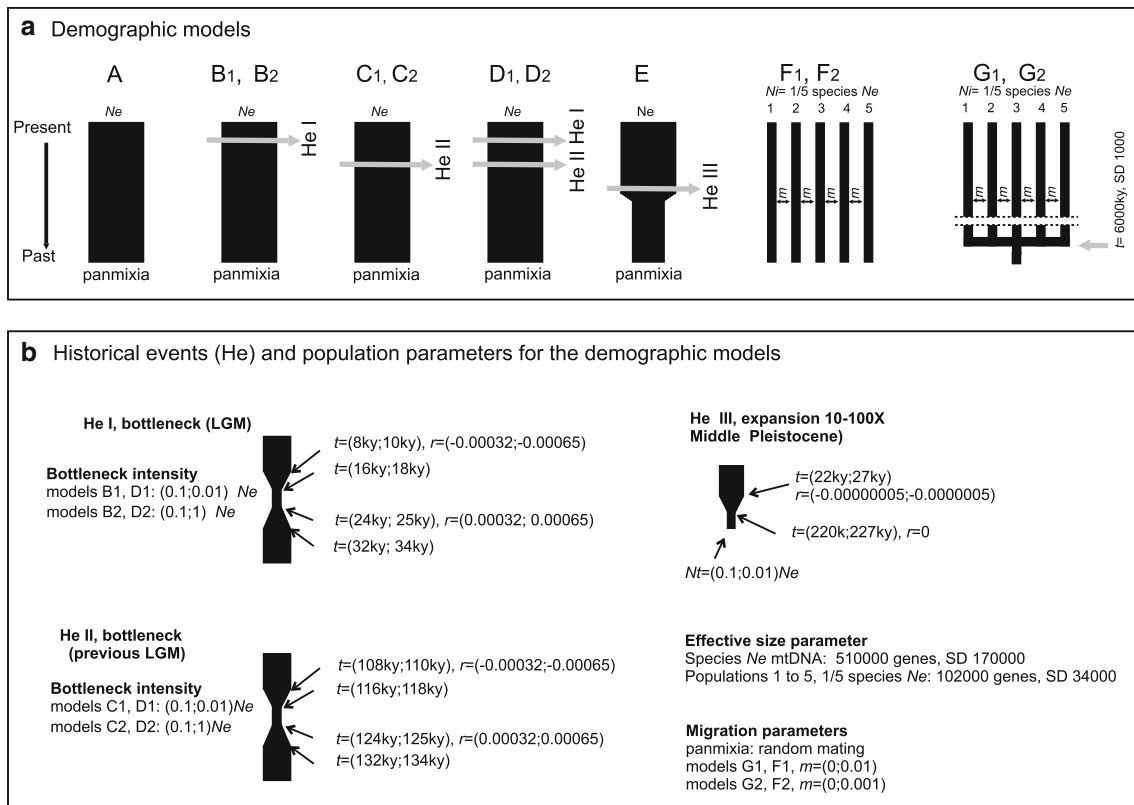 a Demographic models
A
B1, B2
C1, C2
D1, D2
E
F1, F2
G1, G2
Ni= 1/5 species Ne
Ni= 1/5 species Ne
Ne
Ne
Ne
Ne
Ne
1 2 3 4 5
1 2 3 4 5
Present
Past
He I
He II
He II He I
He III
m m m m
m m m m
t= 6000ky, SD 1000
panmixia
panmixia
panmixia
panmixia
panmixia
b Historical events (He) and population parameters for the demographic models
He I, bottleneck (LGM)
Bottleneck intensity
models B1, D1: (0.1;0.01) Ne
models B2, D2: (0.1;1) Ne
t=(8ky;10ky), r=(-0.00032;-0.00065)
t=(16ky;18ky)
t=(24ky; 25ky), r=(0.00032; 0.00065)
t=(32ky; 34ky)
He III, expansion 10-100X
Middle Pleistocene)
t=(22ky;27ky)
r=(-0.00000005;-0.0000005)
t=(220k;227ky), r=0
Nt=(0.1;0.01)Ne
He II, bottleneck
(previous LGM)
Bottleneck intensity
models C1, D1: (0.1;0.01)Ne
models C2, D2: (0.1;1)Ne
t=(108ky;110ky), r=(-0.00032;-0.00065)
t=(116ky;118ky)
t=(124ky;125ky), r=(0.00032;0.00065)
t=(132ky;134ky)
Effective size parameter
Species Ne mtDNA: 510000 genes, SD 170000
Populations 1 to 5, 1/5 species Ne: 102000 genes, SD 34000
Migration parameters
panmixia: random mating
models G1, F1, m=(0;0.01)
models G2, F2, m=(0;0.001)